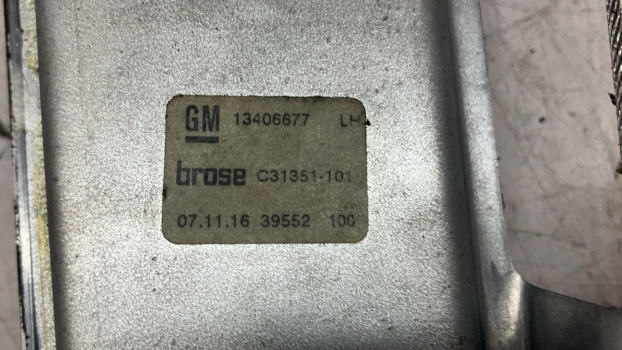 GM 13406677 LH
brose C31351-101
07.11.16 39552 100